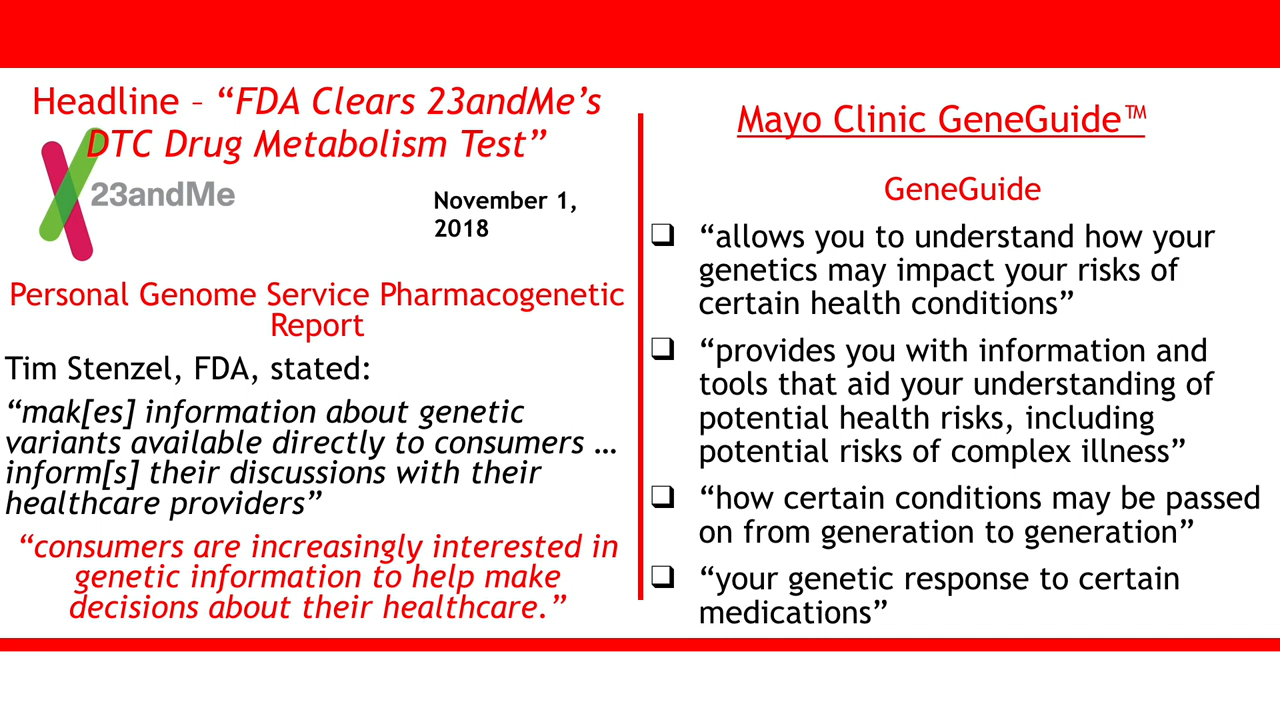 Headline – “FDA Clears 23andMe’s
DTC Drug Metabolism Test”
23andMe
November 1,
2018
Personal Genome Service Pharmacogenetic
Report
Tim Stenzel, FDA, stated:
“mak[es] information about genetic
variants available directly to consumers …
inform[s] their discussions with their
healthcare providers”
“consumers are increasingly interested in
genetic information to help make
decisions about their healthcare.”
Mayo Clinic GeneGuide™
GeneGuide
❑ “allows you to understand how your
genetics may impact your risks of
certain health conditions”
❑ “provides you with information and
tools that aid your understanding of
potential health risks, including
potential risks of complex illness”
❑ “how certain conditions may be passed
on from generation to generation”
❑ “your genetic response to certain
medications”